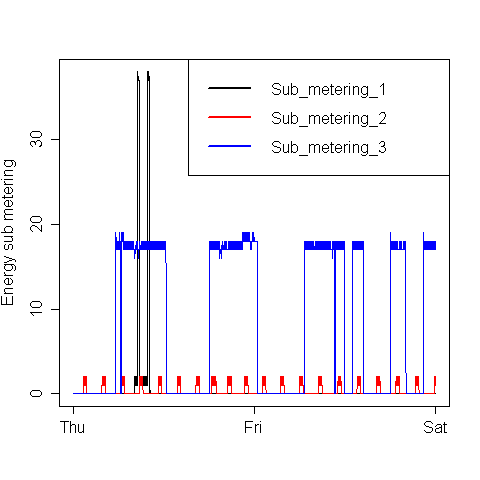 Sub_metering_1
Sub_metering_2
Sub_metering_3
Energy sub metering
30
20
10
0
Thu Fri Sat